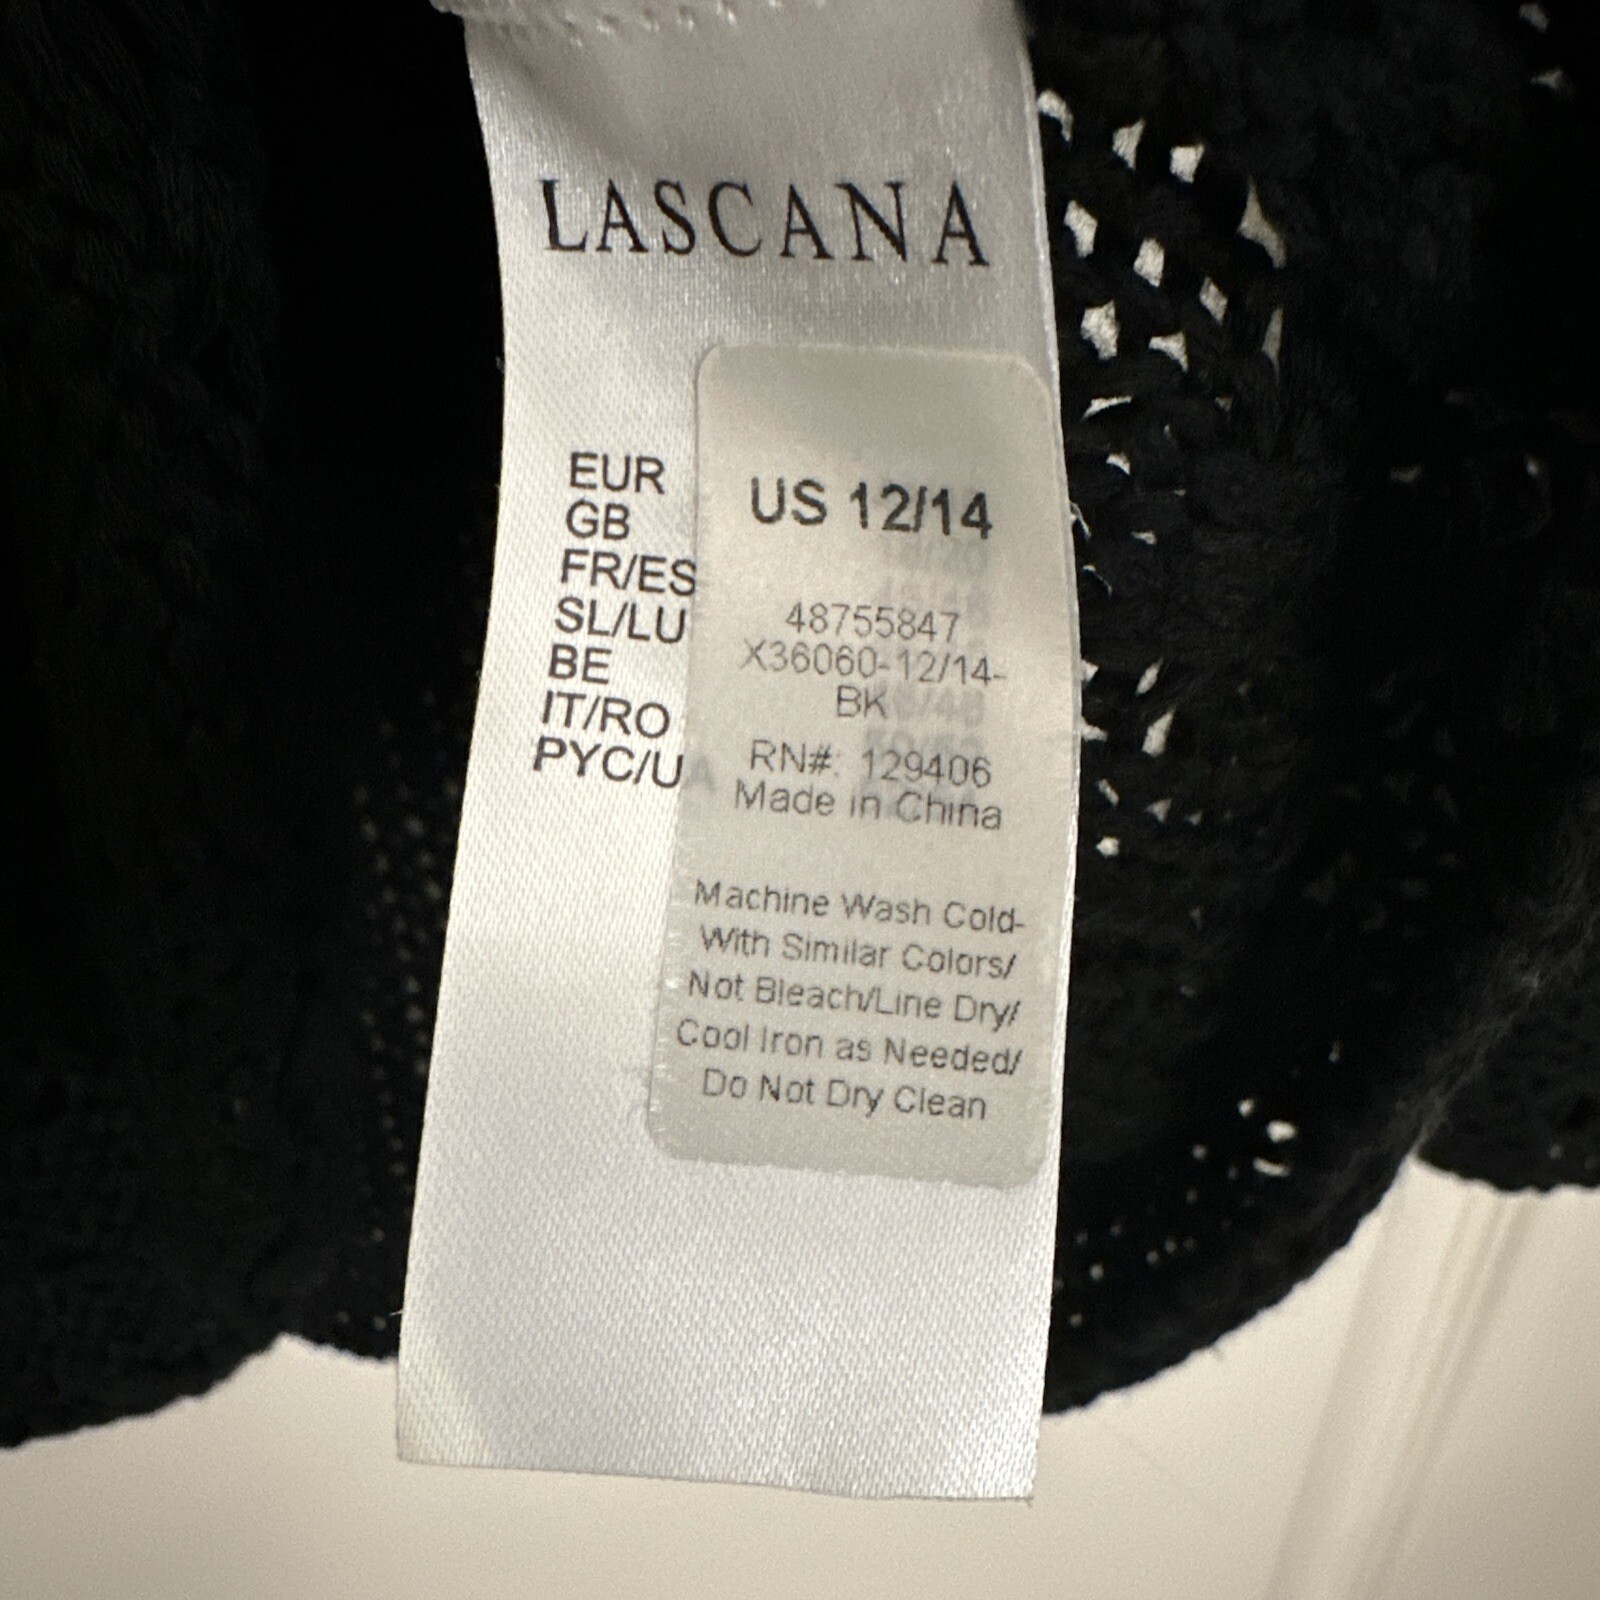 LASCANA
EUR
GB
FR/ES
SL/LU
BE
IT/RO
PYC/UA
US 12/14
48755847
X36060-12/14-
BK
RN#: 129406
Made in China
Machine Wash Cold-
With Similar Colors/
Not Bleach/Line Dry/
Cool Iron as Needed/
Do Not Dry Clean